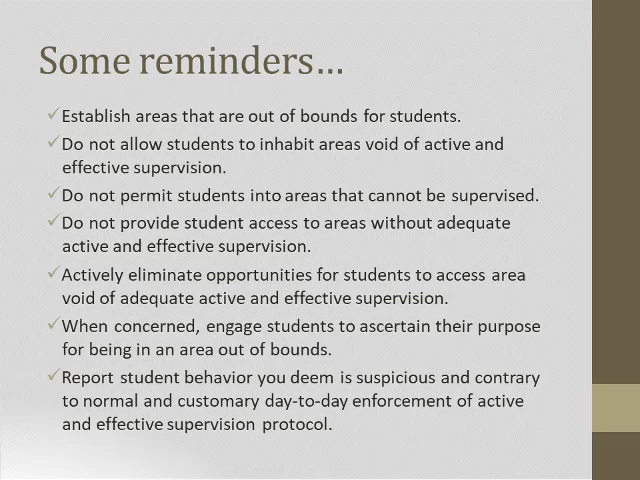 Some reminders...
✓Establish areas that are out of bounds for students.
✓Do not allow students to inhabit areas void of active and
effective supervision.
✓Do not permit students into areas that cannot be supervised.
✓Do not provide student access to areas without adequate
active and effective supervision.
✓Actively eliminate opportunities for students to access area
void of adequate active and effective supervision.
✓When concerned, engage students to ascertain their purpose
for being in an area out of bounds.
✓Report student behavior you deem is suspicious and contrary
to normal and customary day-to-day enforcement of active
and effective supervision protocol.